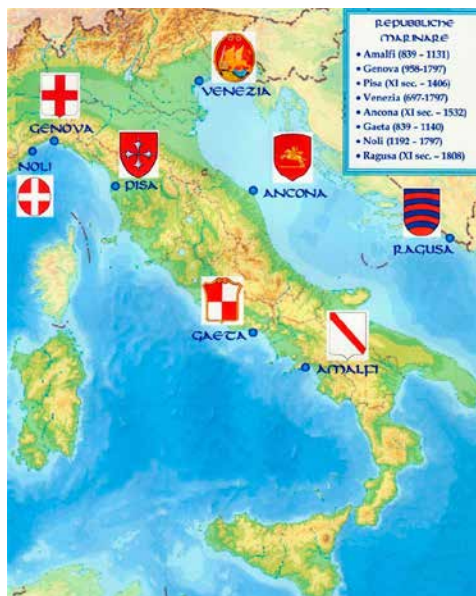 REPUBBLICHE
MARINARE
• Amalfi (839 – 1131)
• Genova (958-1797)
• Pisa (XI sec. – 1406)
• Venezia (697-1797)
• Ancona (XI sec. – 1532)
• Gaeta (839 – 1140)
• Noli (1192 – 1797)
• Ragusa (XI sec. – 1808)
VENEZIA
GENOVA
NOLI
PISA
ANCONA
RAGUSA
GAETA
AMALFI